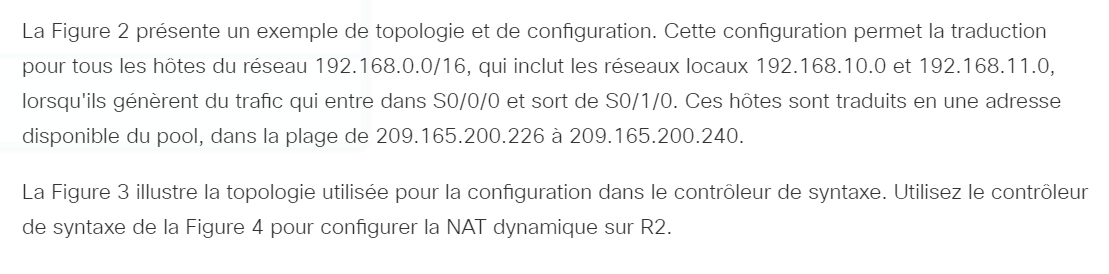 La Figure 2 présente un exemple de topologie et de configuration. Cette configuration permet la traduction
pour tous les hôtes du réseau 192.168.0.0/16, qui inclut les réseaux locaux 192.168.10.0 et 192.168.11.0,
lorsqu'ils génèrent du trafic qui entre dans S0/0/0 et sort de S0/1/0. Ces hôtes sont traduits en une adresse
disponible du pool, dans la plage de 209.165.200.226 à 209.165.200.240.
La Figure 3 illustre la topologie utilisée pour la configuration dans le contrôleur de syntaxe. Utilisez le contrôleur
de syntaxe de la Figure 4 pour configurer la NAT dynamique sur R2.